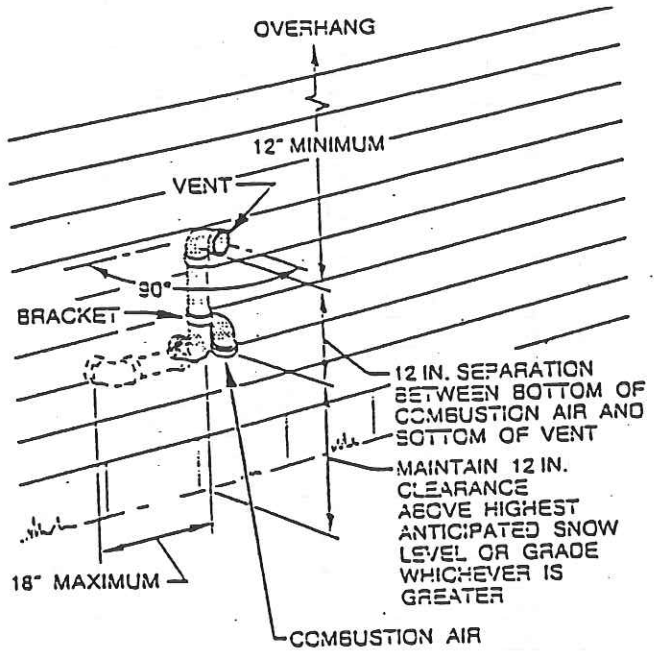 OVERHANG
12" MINIMUM
VENT
90°
BRACKET
12 IN. SEPARATION
BETWEEN BOTTOM OF
COMBUSTION AIR AND
BOTTOM OF VENT
MAINTAIN 12 IN.
CLEARANCE
ABOVE HIGHEST
ANTICIPATED SNOW
LEVEL OR GRADE
WHICHEVER IS
GREATER
18" MAXIMUM
COMBUSTION AIR